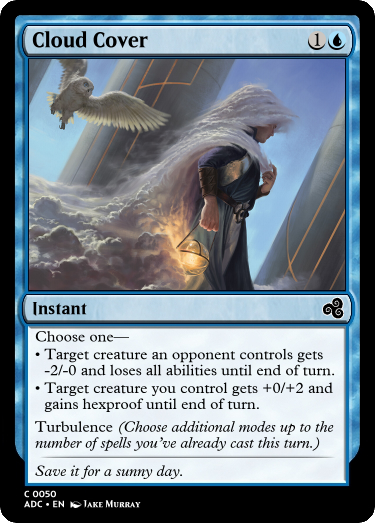 Cloud Cover 1
Instant
Choose one—
• Target creature an opponent controls gets
-2/-0 and loses all abilities until end of turn.
• Target creature you control gets +0/+2 and
gains hexproof until end of turn.
Turbulence (Choose additional modes up to the
number of spells you've already cast this turn.)
Save it for a sunny day.
C 0050
ADC • EN Jake Murray